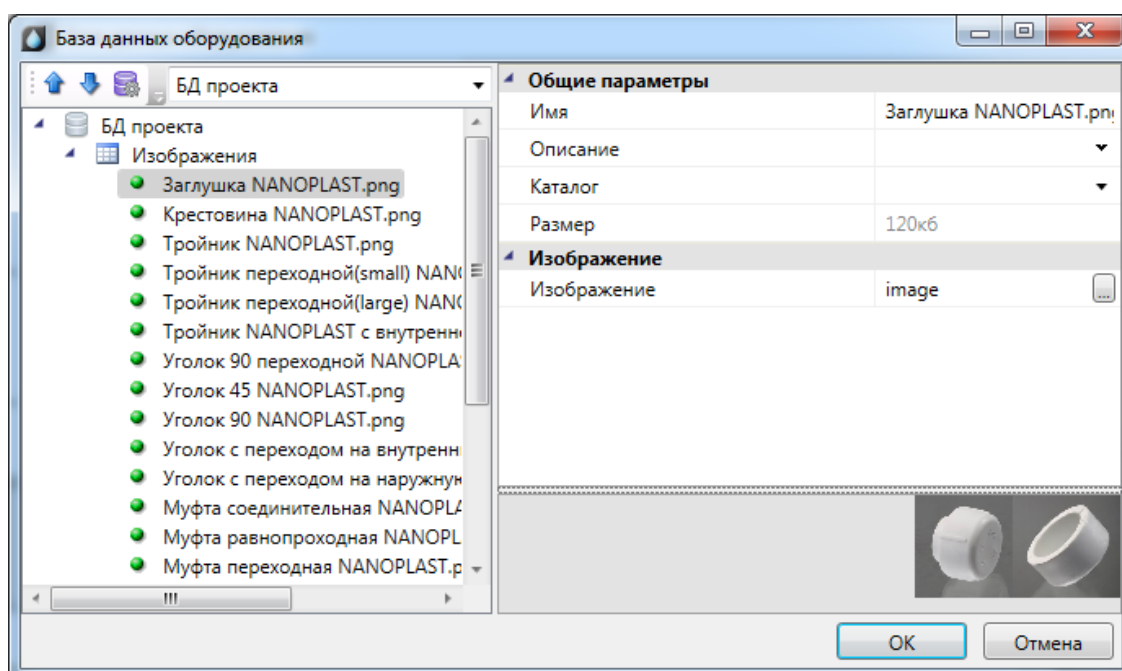 База данных оборудования
БД проекта
БД проекта
Изображения
Заглушка NANOPLAST.png
Крестовина NANOPLAST.png
Тройник NANOPLAST.png
Тройник переходной(small) NAN
Тройник переходной(large) NAN
Тройник NANOPLAST с внутренн
Уголок 90 переходной NANOPLA
Уголок 45 NANOPLAST.png
Уголок 90 NANOPLAST.png
Уголок с переходом на внутренн
Уголок с переходом на наружну
Муфта соединительная NANOPLA
Муфта равнопроходная NANOPL
Муфта переходная NANOPLAST.p
Общие параметры
Имя Заглушка NANOPLAST.pn
Описание
Каталог
Размер 120кб
Изображение
Изображение image ...
OK Отмена